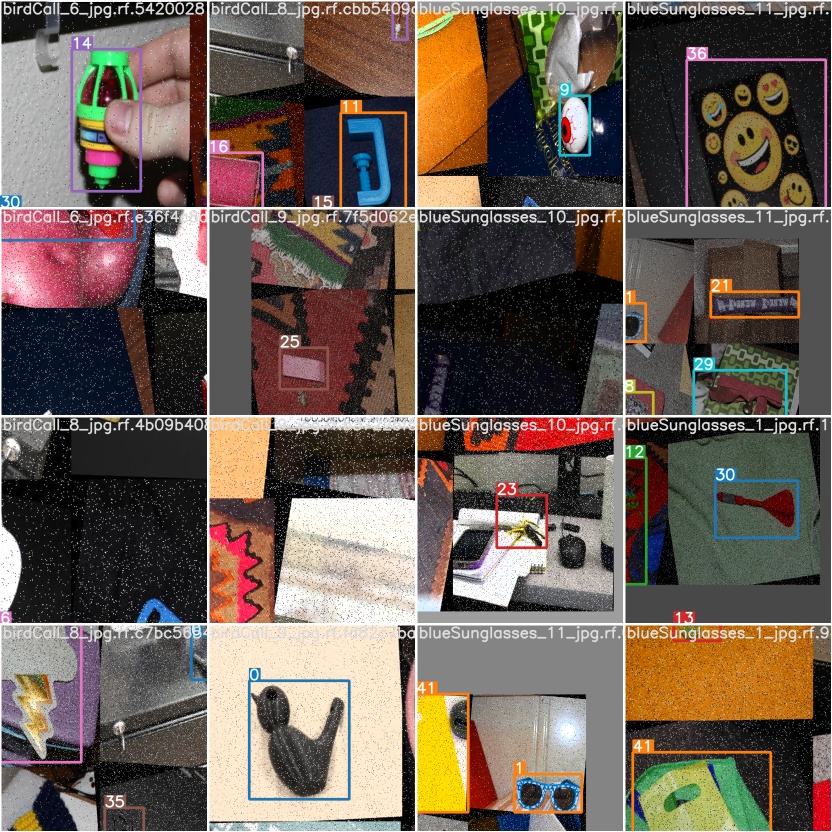 birdCall_6_jpg.rf.5420028
birdCall_8_jpg.rf.cbb5409
blueSunglasses_10_jpg.rf.
blueSunglasses_11_jpg.rf.
14
16
11
15
9
36
30
birdCall_6_jpg.rf.e36f4
birdCall_9_jpg.rf.7f5d062e
blueSunglasses_10_jpg.rf.
blueSunglasses_11_jpg.rf.
25
1
21
29
8
birdCall_8_jpg.rf.4b09b408
blueSunglasses_10_jpg.rf.
blueSunglasses_1_jpg.rf.1
23
12
30
6
13
birdCall_8_jpg.rf.c7bc5694
blueSunglasses_11_jpg.rf.
blueSunglasses_1_jpg.rf.9
0
41
1
41
35